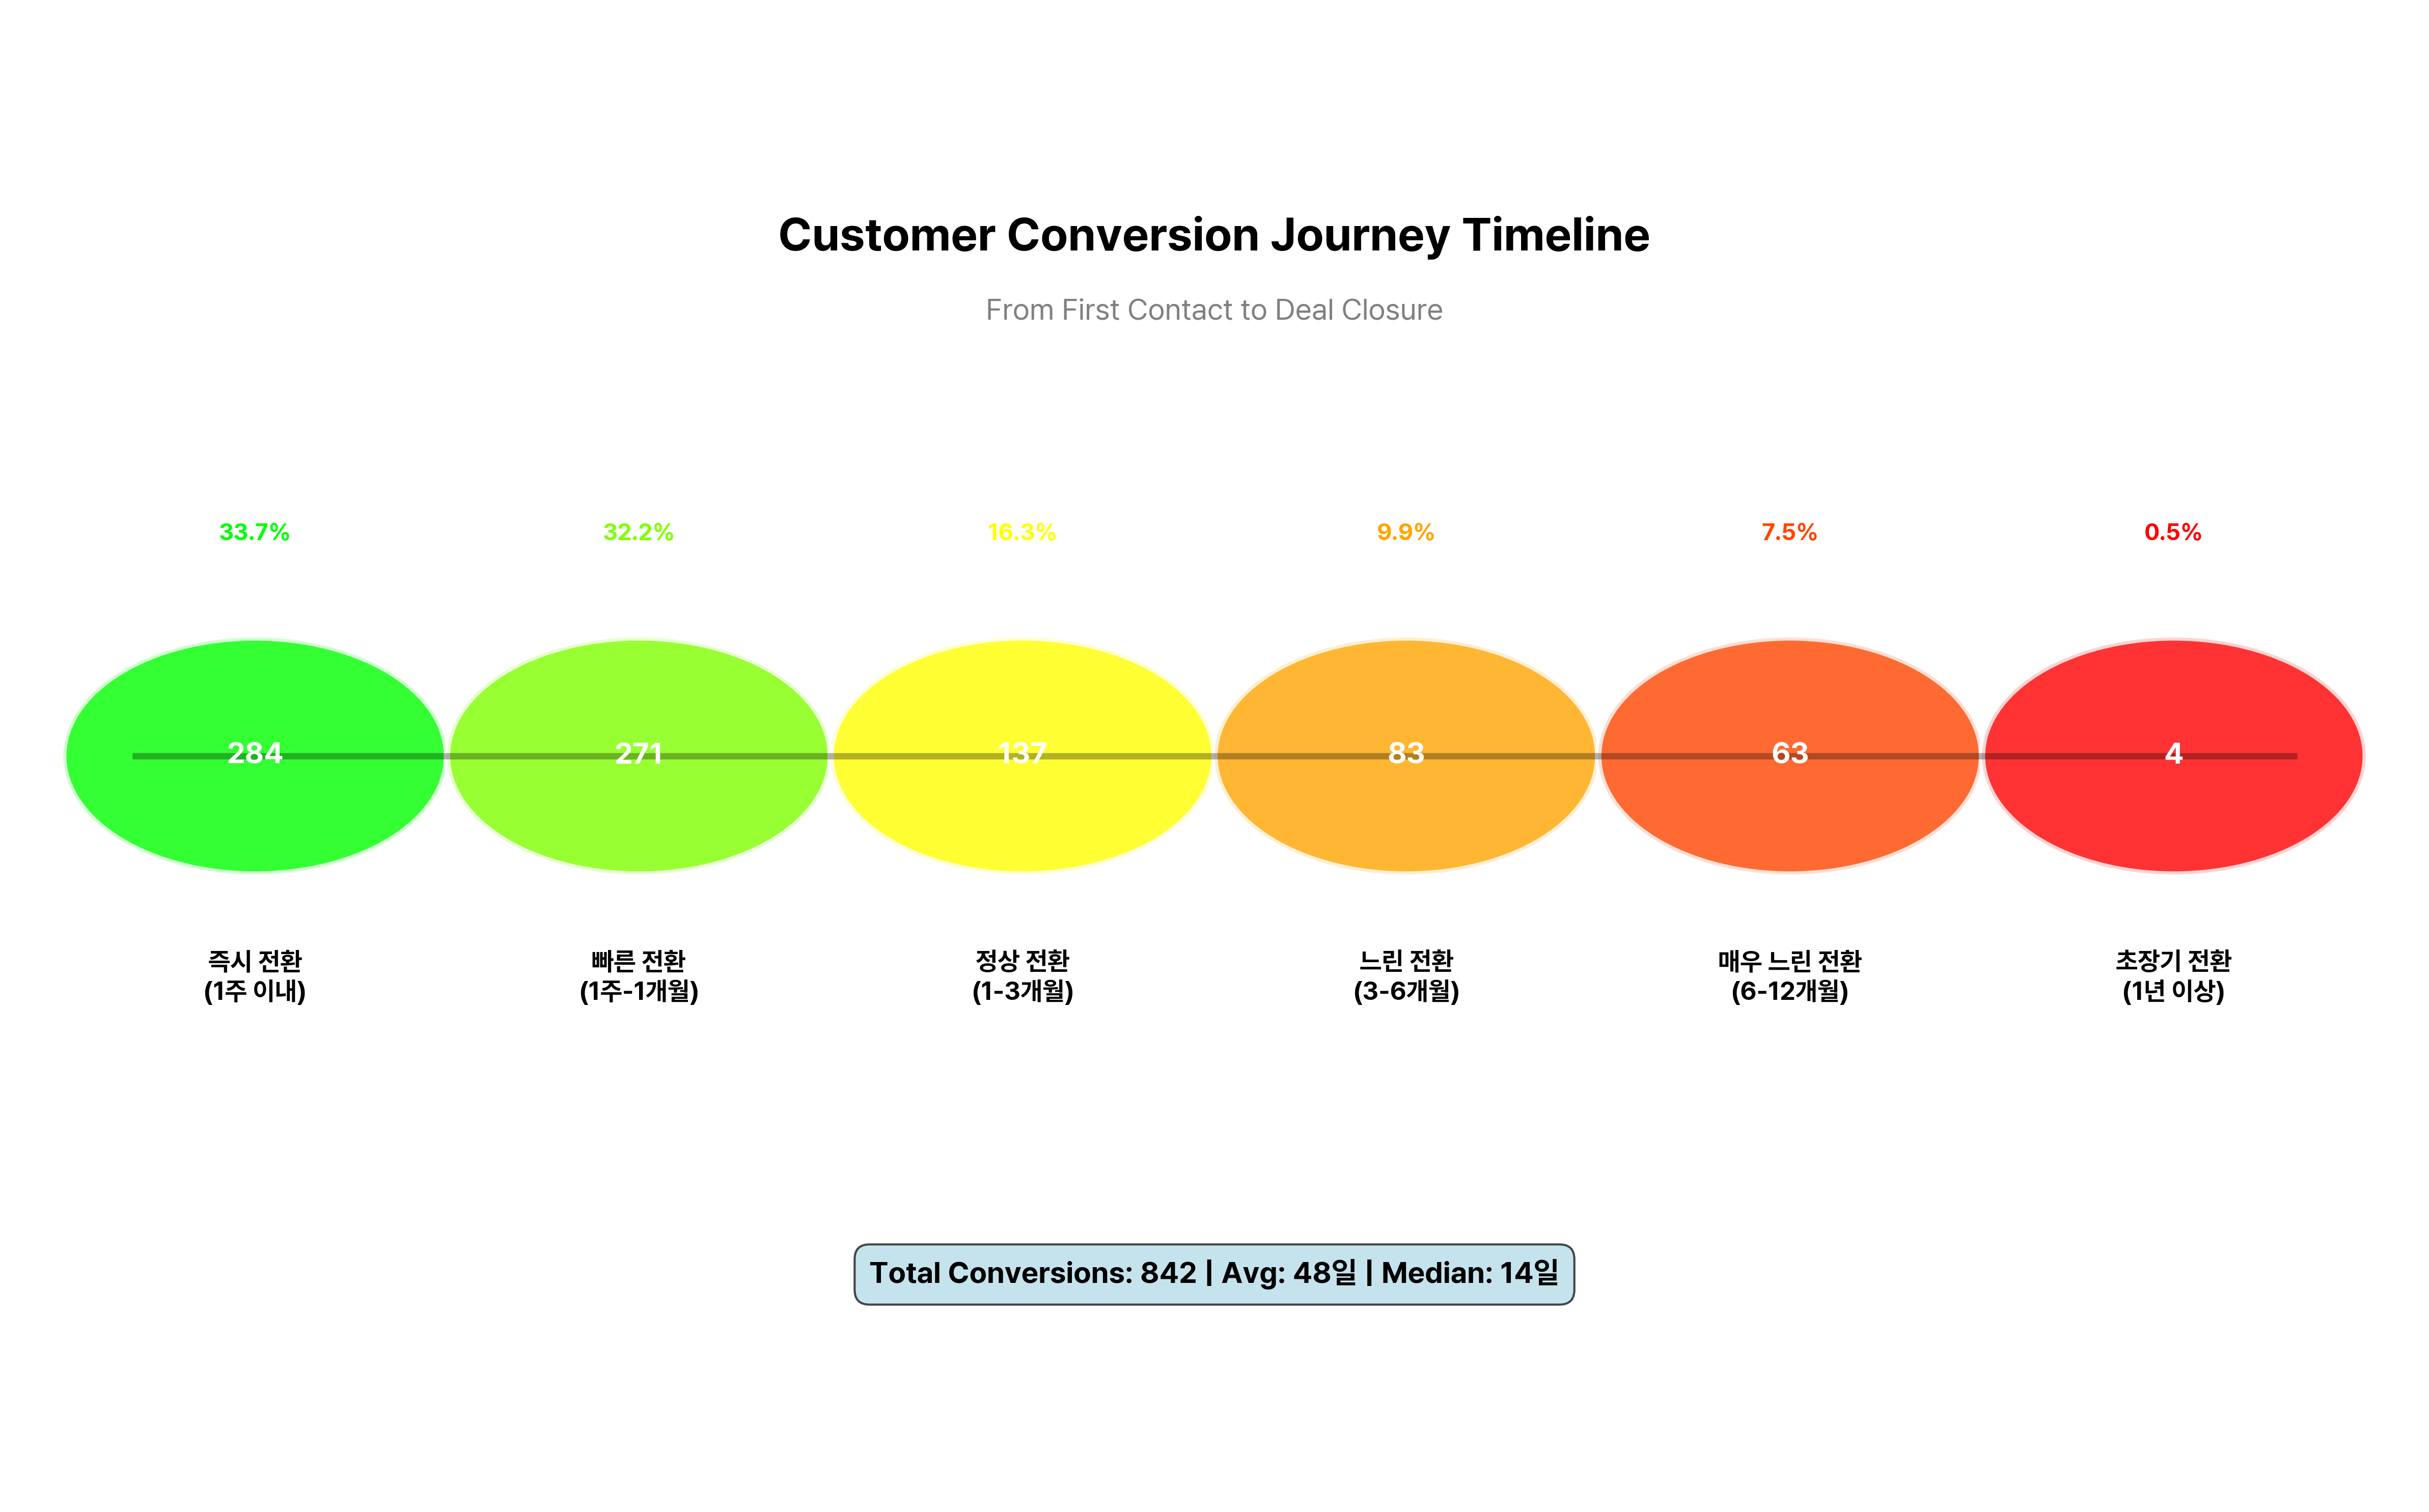 Customer Conversion Journey Timeline
From First Contact to Deal Closure
33.7% 32.2% 16.3% 9.9% 7.5% 0.5%
284 271 137 83 63 4
즉시 전환 빠른 전환 정상 전환 느린 전환 매우 느린 전환 초장기 전환
(1주 이내) (1주-1개월) (1-3개월) (3-6개월) (6-12개월) (1년 이상)
Total Conversions: 842 | Avg: 48일 | Median: 14일